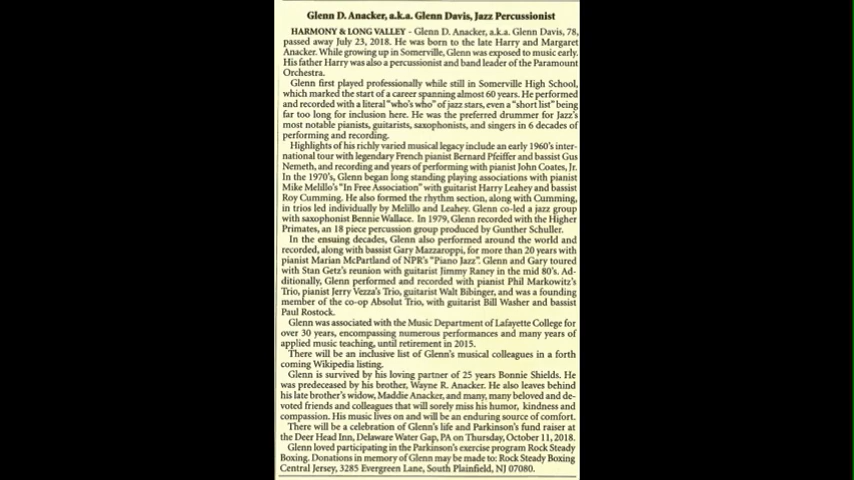 Glenn D. Anacker, a.k.a. Glenn Davis, Jazz Percussionist
HARMONY & LONG VALLEY - Glenn D. Anacker, a.k.a. Glenn Davis, 78,
passed away July 23, 2018. He was born to the late Harry and Margaret
Anacker. While growing up in Somerville, Glenn was exposed to music early.
His father Harry was also a percussionist and band leader of the Paramount
Orchestra.
Glenn first played professionally while still in Somerville High School,
which marked the start of a career spanning almost 60 years. He performed
and recorded with a literal "who's who" of jazz stars, even a "short list" being
far too long for inclusion here. He was the preferred drummer for Jazz's
most notable pianists, guitarists, saxophonists, and singers in 6 decades of
performing and recording.
Highlights of his richly varied musical legacy include an early 1960's inter-
national tour with legendary French pianist Bernard Pfeiffer and bassist Gus
Nemeth, and recording and years of performing with pianist John Coates, Jr.
In the 1970's, Glenn began long standing playing associations with pianist
Mike Melillo's "In Free Association" with guitarist Harry Leahey and bassist
Roy Cumming. He also formed the rhythm section, along with Cumming,
in trios led individually by Melillo and Leahey. Glenn co-led a jazz group
with saxophonist Bennie Wallace. In 1979, Glenn recorded with the Higher
Primates, an 18 piece percussion group produced by Gunther Schuller.
In the ensuing decades, Glenn also performed around the world and
recorded, along with bassist Gary Mazzaroppi, for more than 20 years with
pianist Marian McPartland of NPR's "Piano Jazz". Glenn and Gary toured
with Stan Getz's reunion with guitarist Jimmy Raney in the mid 80's. Ad-
ditionally, Glenn performed and recorded with pianist Phil Markowitz's
Trio, pianist Jerry Vezza's Trio, guitarist Walt Bibinger, and was a founding
member of the co-op Absolut Trio, with guitarist Bill Washer and bassist
Paul Rostock.
Glenn was associated with the Music Department of Lafayette College for
over 30 years, encompassing numerous performances and many years of
applied music teaching, until retirement in 2015.
There will be an inclusive list of Glenn's musical colleagues in a forth
coming Wikipedia listing.
Glenn is survived by his loving partner of 25 years Bonnie Shields. He
was predeceased by his brother, Wayne R. Anacker. He also leaves behind
his late brother's widow, Maddie Anacker, and many, many beloved and de-
voted friends and colleagues that will sorely miss his humor, kindness and
compassion. His music lives on and will be an enduring source of comfort.
There will be a celebration of Glenn's life and Parkinson's fund raiser at
the Deer Head Inn, Delaware Water Gap, PA on Thursday, October 11, 2018.
Glenn loved participating in the Parkinson's exercise program Rock Steady
Boxing. Donations in memory of Glenn may be made to: Rock Steady Boxing
Central Jersey, 3285 Evergreen Lane, South Plainfield, NJ 07080.